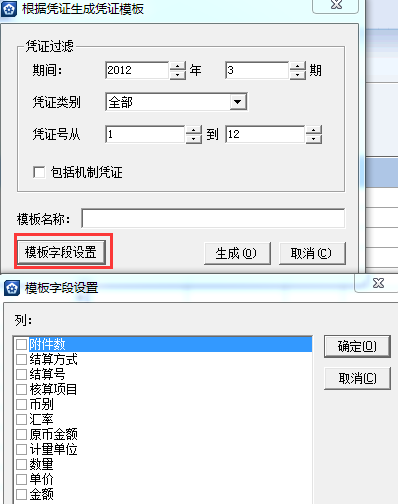 根据凭证生成凭证模板
凭证过滤
期间: 2012 年 3 期
凭证类别 全部
凭证号从 1 到 12
包括机制凭证
模板名称:
模板字段设置 生成(O) 取消(C)
模板字段设置
列:
附件数 确定(O)
结算方式
结算号 取消(C)
核算项目
币别
汇率
原币金额
计量单位
数量
单价
金额